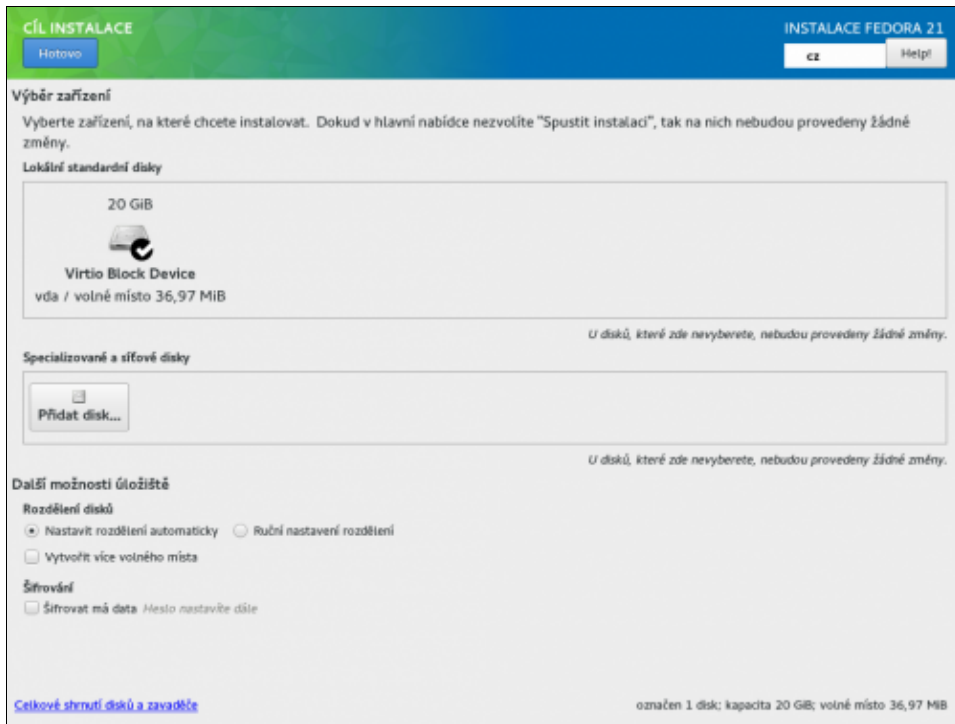 CÍL INSTALACE
INSTALACE FEDORA 21
Hotovo
cz
Help!
Výběr zařízení
Vyberte zařízení, na které chcete instalovat. Dokud v hlavní nabídce nezvolíte "Spustit instalaci", tak na nich nebudou provedeny žádné
změny.
Lokální standardní disky
20 GiB
Virtio Block Device
vda / volné místo 36,97 MiB
U disků, které zde nevyberete, nebudou provedeny žádné změny.
Specializované a síťové disky
Přidat disk...
U disků, které zde nevyberete, nebudou provedeny žádné změny.
Další možnosti úložiště
Rozdělení disků
Nastavit rozdělení automaticky
Ruční nastavení rozdělení
Vytvořit více volného místa
Šifrování
Šifrovat má data Heslo nastavíte dále
Celkové shrnutí disků a zavaděče
označen 1 disk; kapacita 20 GiB; volné místo 36,97 MiB